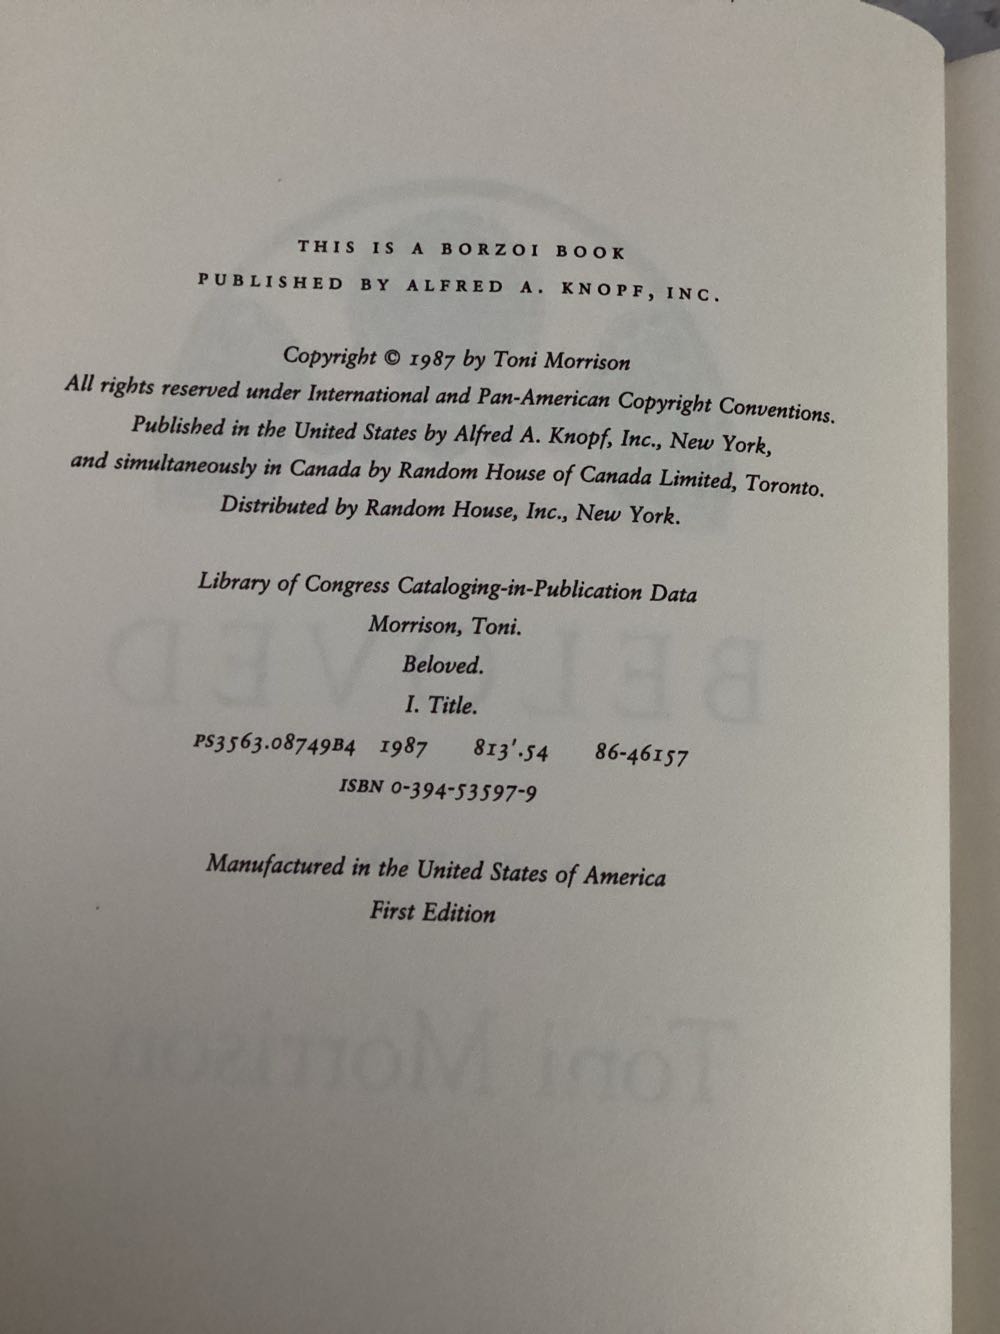 THIS IS A BORZOI BOOK
PUBLISHED BY ALFRED A. KNOPF, INC.
Copyright © 1987 by Toni Morrison
All rights reserved under International and Pan-American Copyright Conventions.
Published in the United States by Alfred A. Knopf, Inc., New York,
and simultaneously in Canada by Random House of Canada Limited, Toronto.
Distributed by Random House, Inc., New York.
Library of Congress Cataloging-in-Publication Data
Morrison, Toni.
Beloved.
I. Title.
PS3563.08749B4 1987 813'.54 86-46157
ISBN 0-394-53597-9
Manufactured in the United States of America
First Edition
BELOVED
Toni Morrison